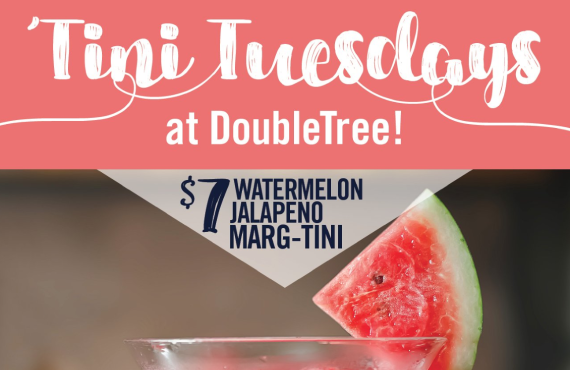 'Tini Tuesdays
at DoubleTree!
$7 WATERMELON
JALAPENO
MARG-TINI